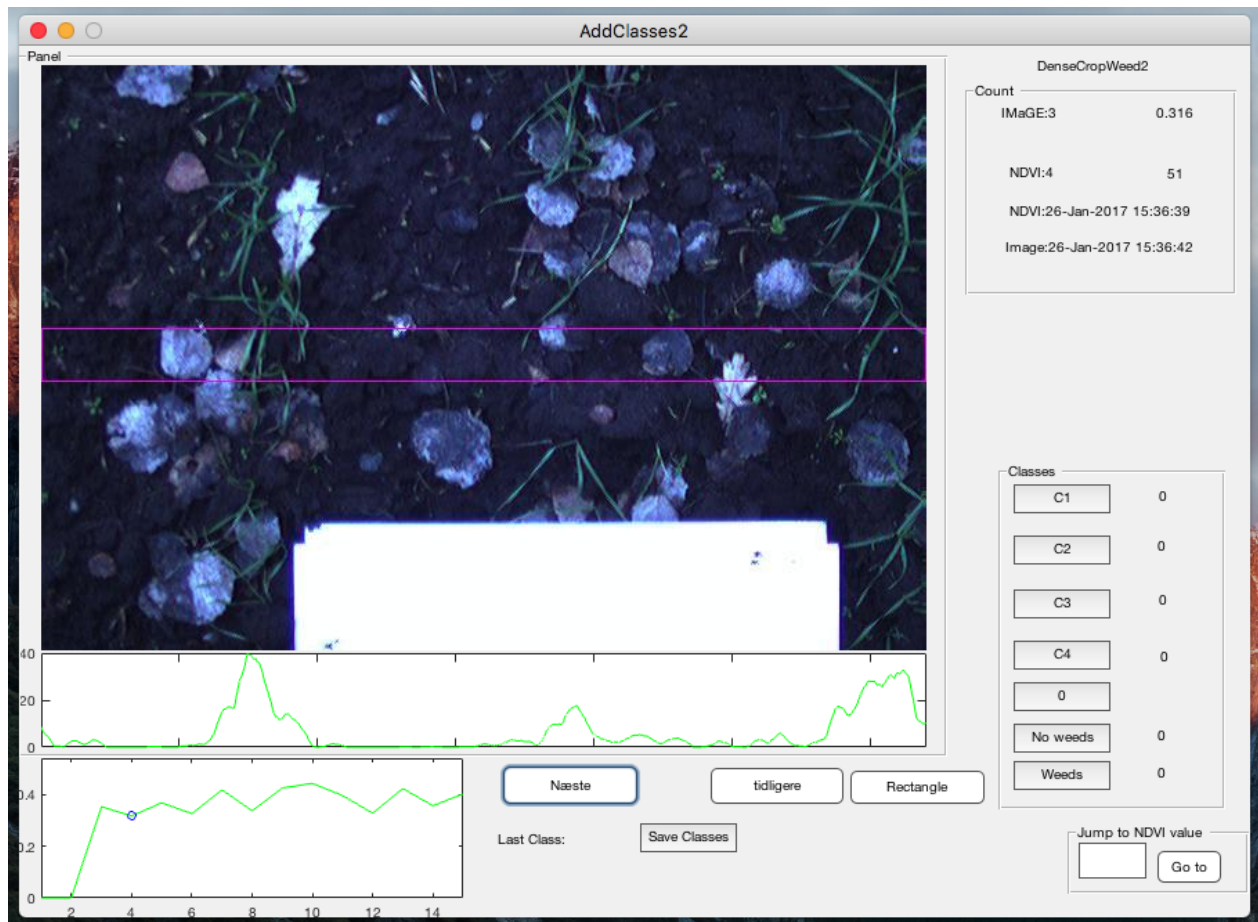 AddClasses2
Panel
DenseCropWeed2
Count
IMaGE:3 0.316
NDVI:4 51
NDVI:26-Jan-2017 15:36:39
Image:26-Jan-2017 15:36:42
Classes
C1 0
C2 0
C3 0
C4 0
0
No weeds 0
Weeds 0
40
20
0
0.4
0.2
0
2 4 6 8 10 12 14
Næste
tidligere
Rectangle
Last Class:
Save Classes
Jump to NDVI value
Go to